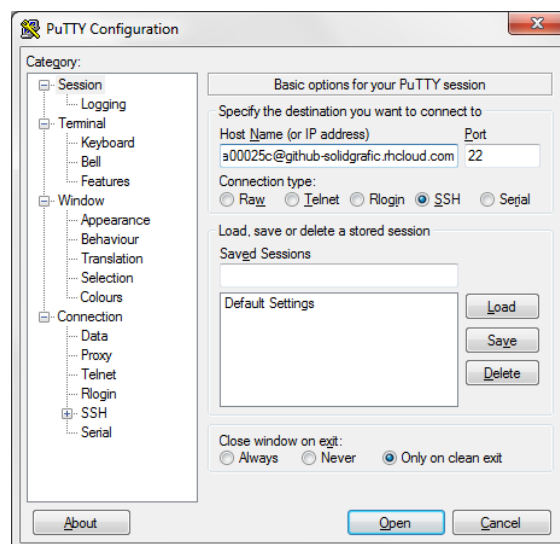 PuTTY Configuration
Category:
Session
Logging
Terminal
Keyboard
Bell
Features
Window
Appearance
Behaviour
Translation
Selection
Colours
Connection
Data
Proxy
Telnet
Rlogin
SSH
Serial
Basic options for your PuTTY session
Specify the destination you want to connect to
Host Name (or IP address) Port
a00025c@github-solidgrafic.rhcloud.com 22
Connection type:
Raw Telnet Rlogin SSH Serial
Load, save or delete a stored session
Saved Sessions
Default Settings
Load
Save
Delete
Close window on exit:
Always Never Only on clean exit
About Open Cancel